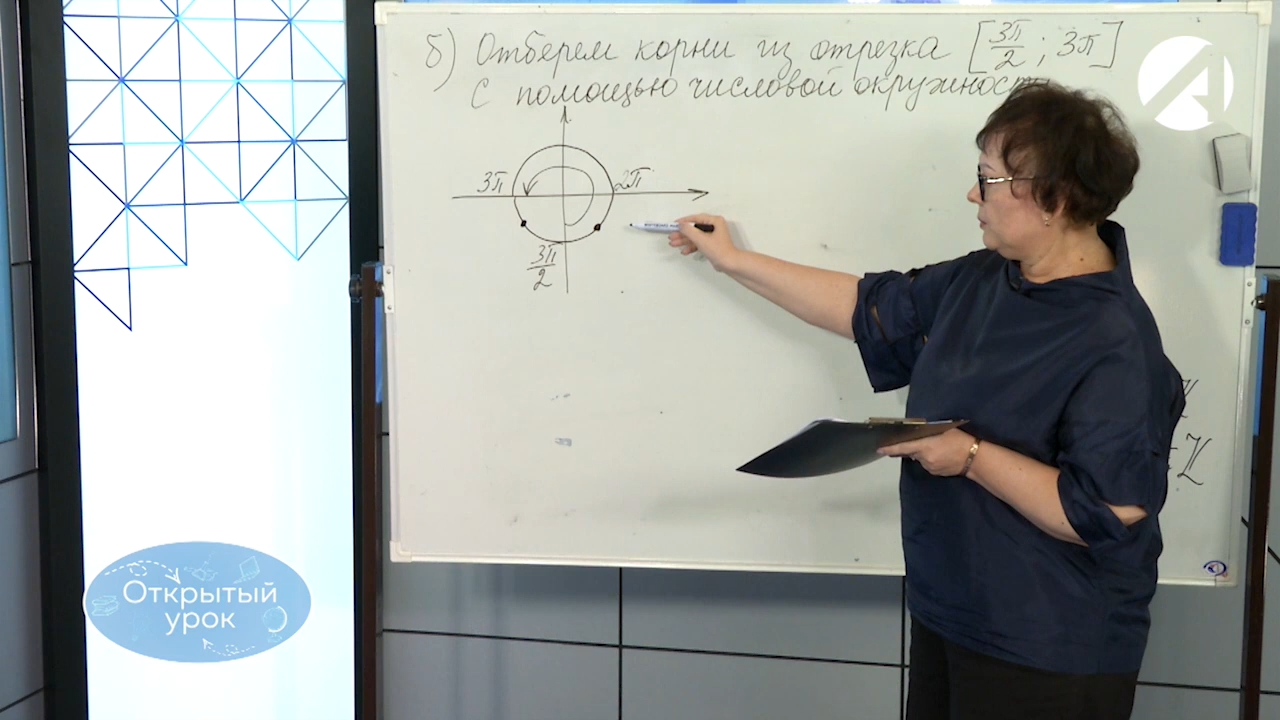 б) Отберем корни из отрезка [3π/2; 3π]
с помощью числовой окружности
3π
2π
3π/2
ℤ
Открытый
урок